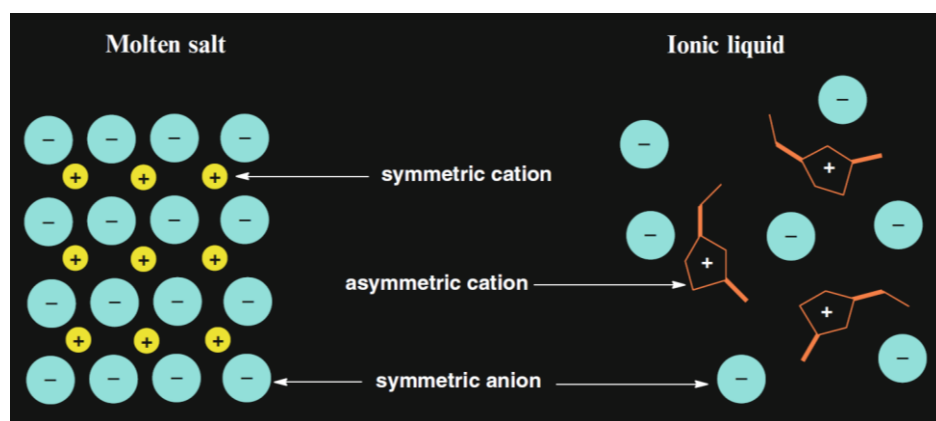 Molten salt
Ionic liquid
symmetric cation
asymmetric cation
symmetric anion
− − − − −
−
+ + + +
− − − − − − −
+ + + +
− − − −
+ + + +
−
− − − − −